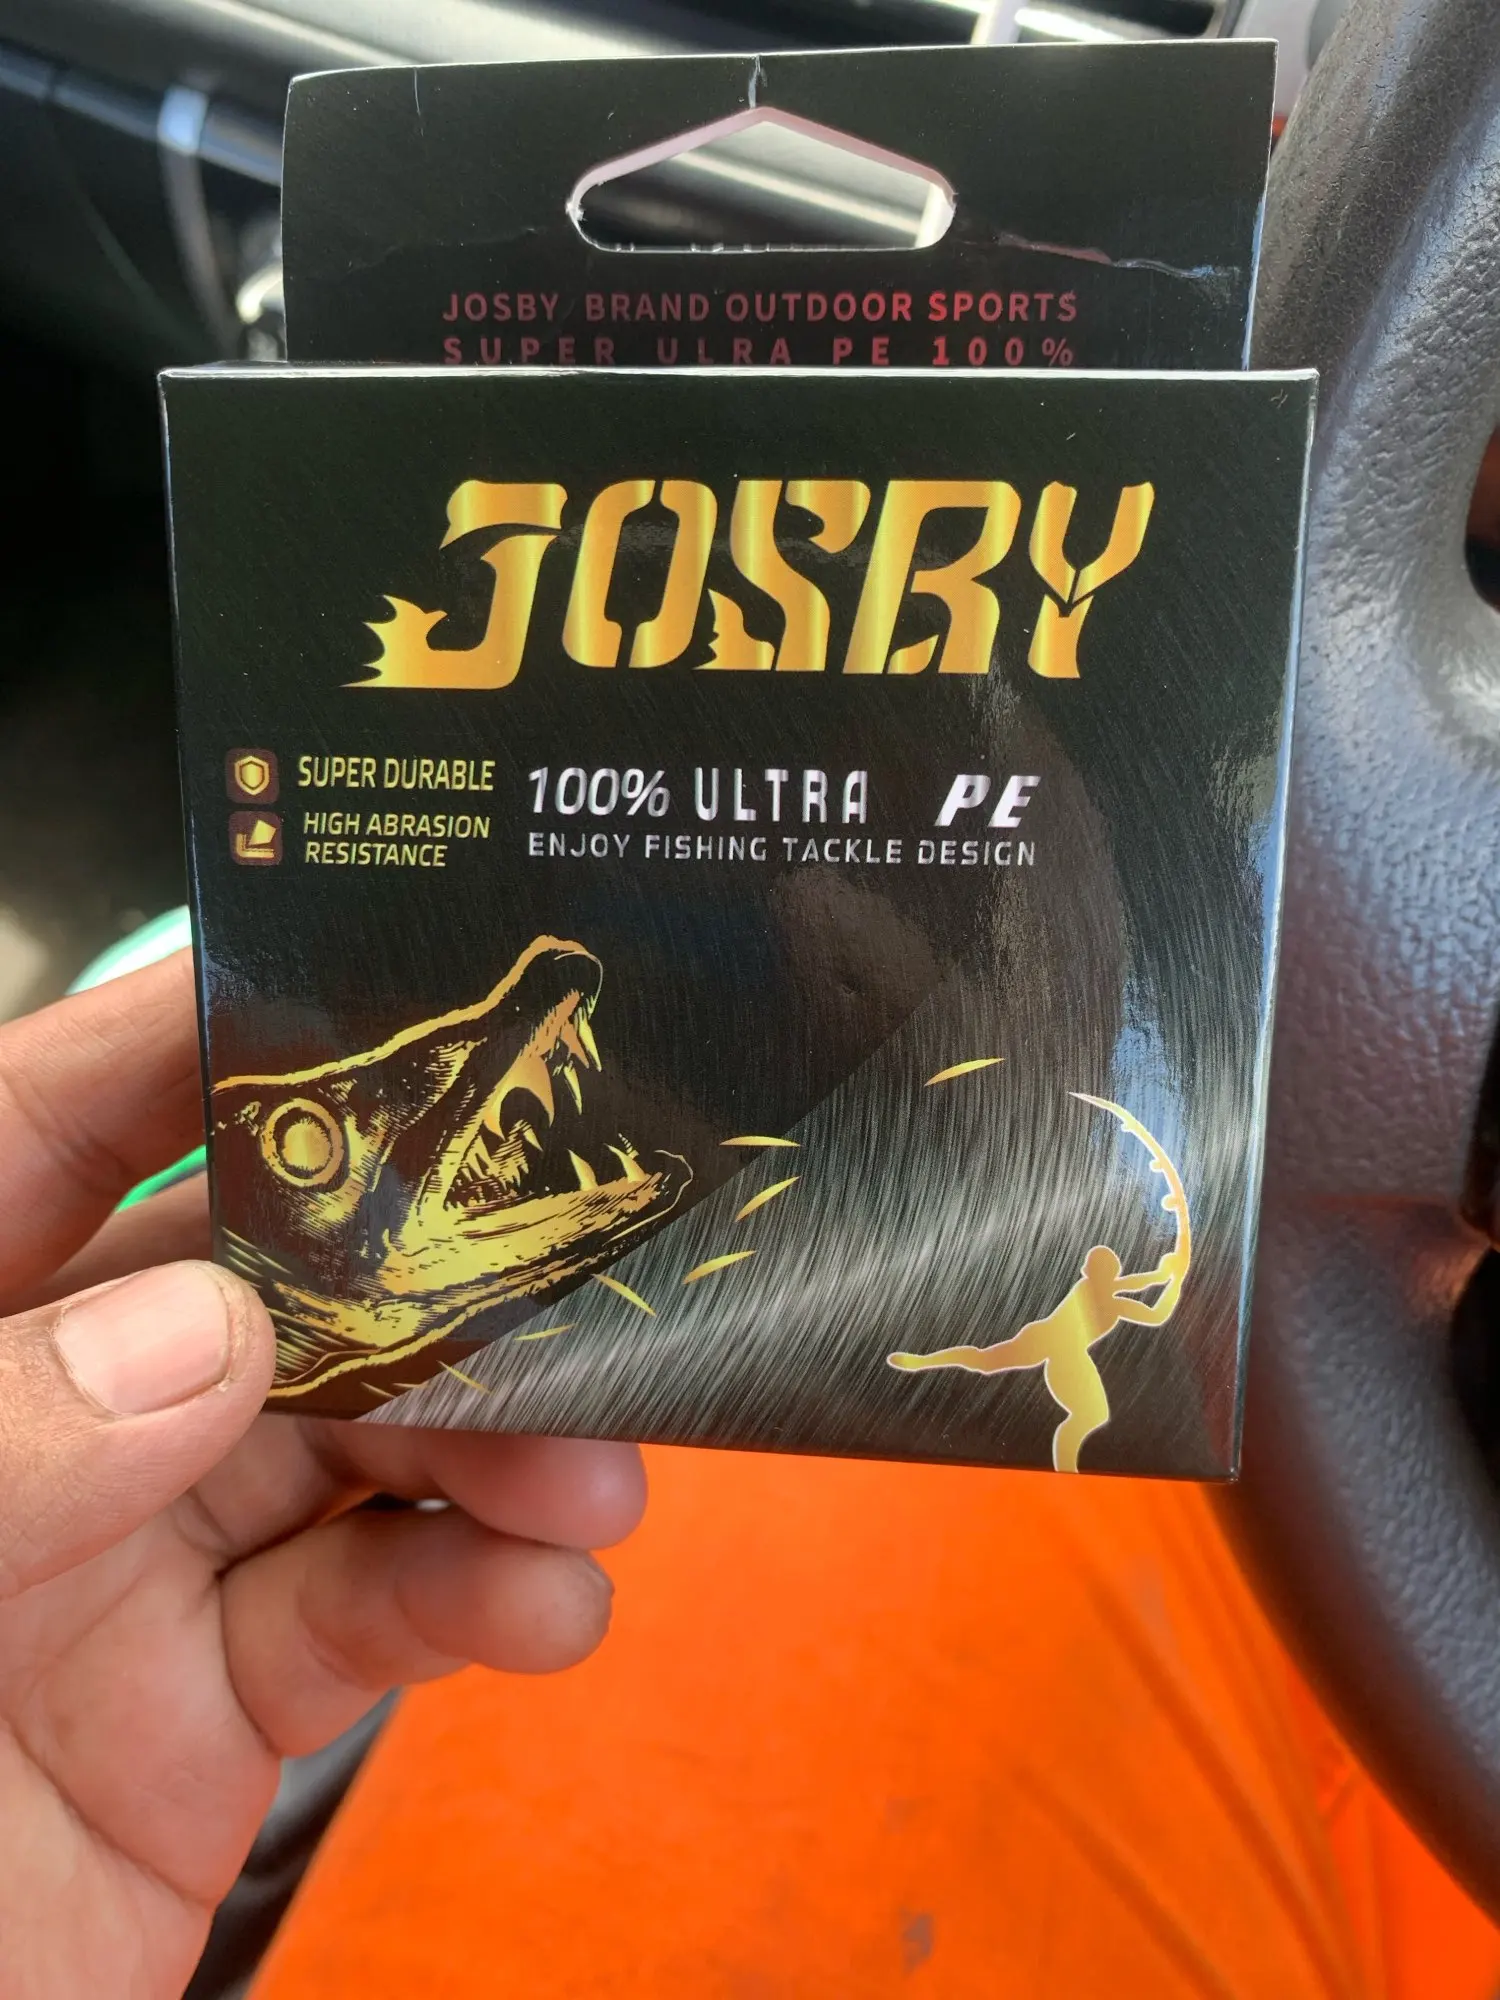 JOSBY BRAND OUTDOOR SPORTS
SUPER ULRA PE 100%
JOSBY
SUPER DURABLE
HIGH ABRASION
RESISTANCE
100% ULTRA PE
ENJOY FISHING TACKLE DESIGN